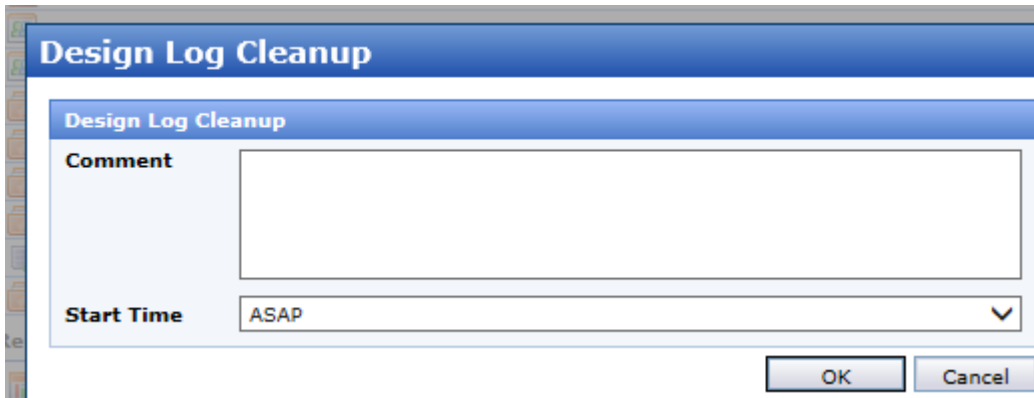 Design Log Cleanup
Design Log Cleanup
Comment
Start Time
ASAP
OK
Cancel